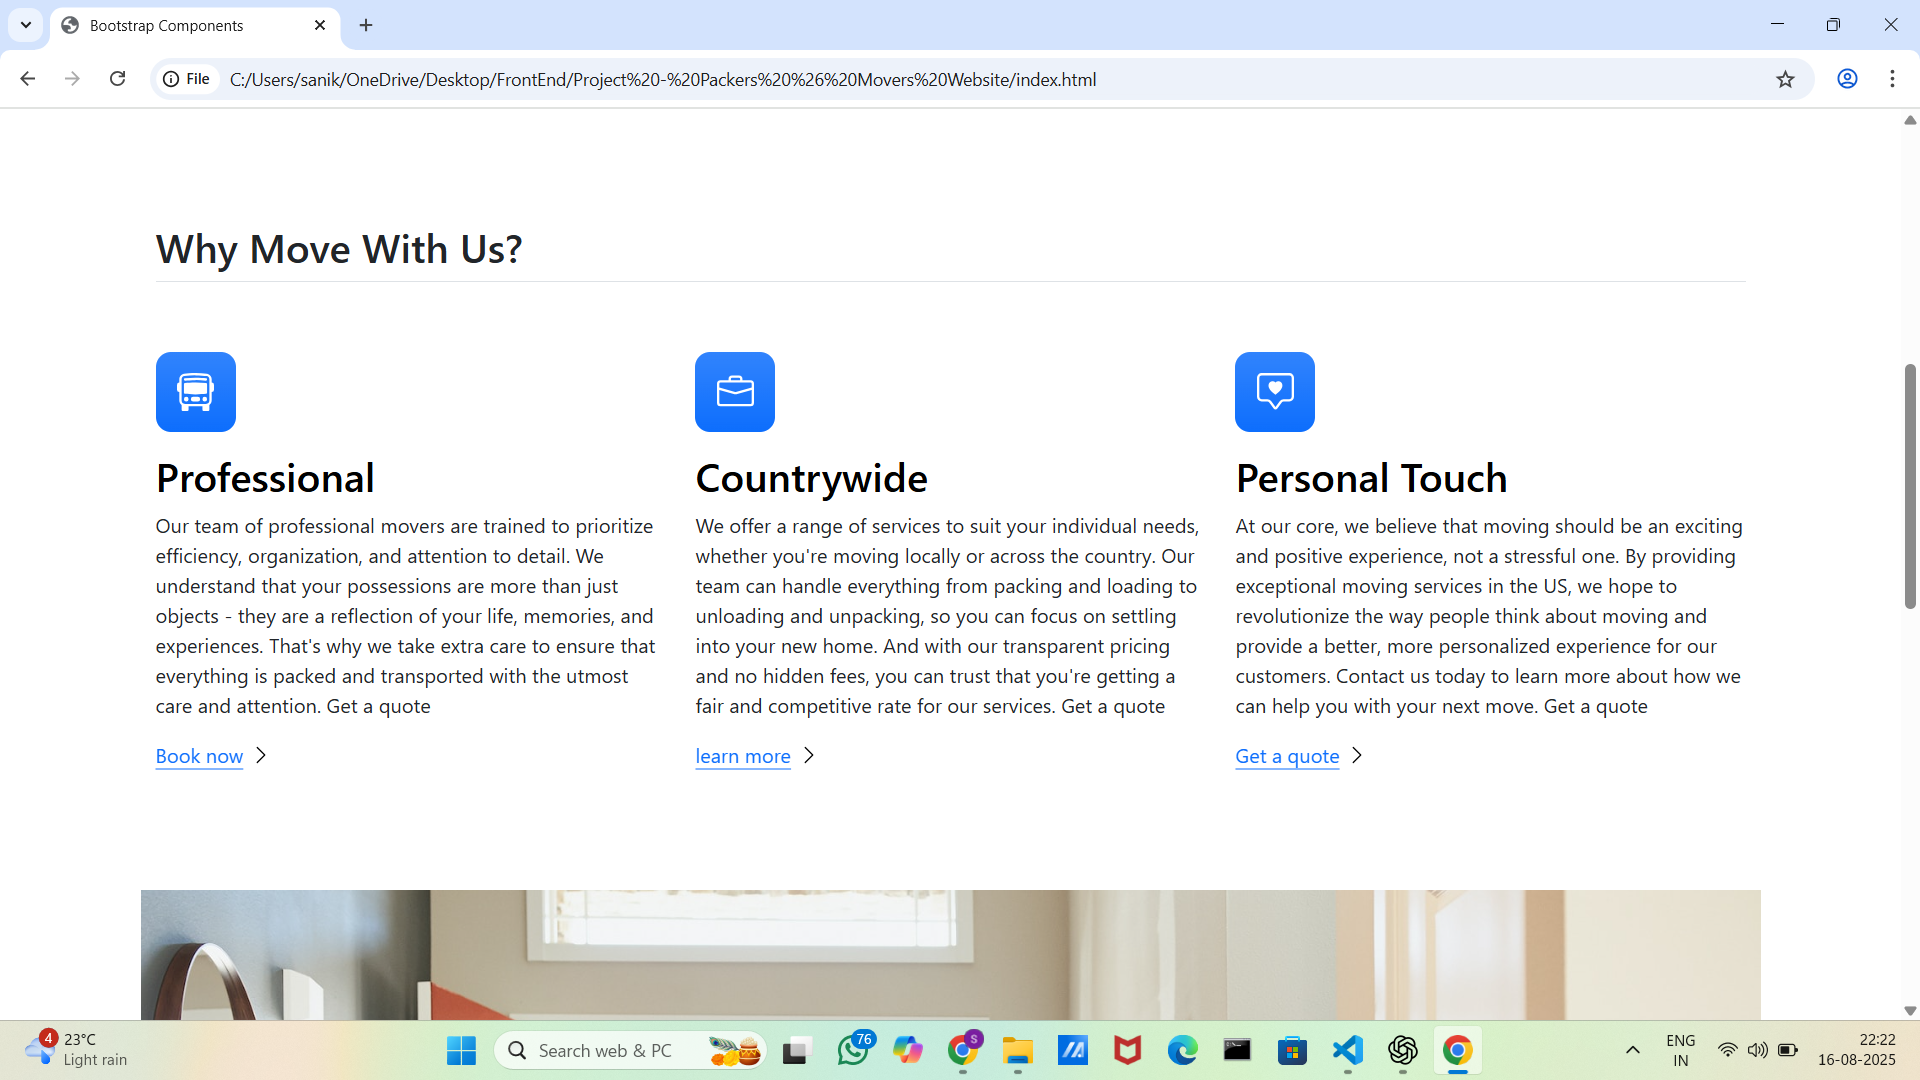 Bootstrap Components
File
C:/Users/sanik/OneDrive/Desktop/FrontEnd/Project%20-%20Packers%20%26%20Movers%20Website/index.html
Why Move With Us?
Professional
Our team of professional movers are trained to prioritize
efficiency, organization, and attention to detail. We
understand that your possessions are more than just
objects - they are a reflection of your life, memories, and
experiences. That's why we take extra care to ensure that
everything is packed and transported with the utmost
care and attention. Get a quote
Book now
Countrywide
We offer a range of services to suit your individual needs,
whether you're moving locally or across the country. Our
team can handle everything from packing and loading to
unloading and unpacking, so you can focus on settling
into your new home. And with our transparent pricing
and no hidden fees, you can trust that you're getting a
fair and competitive rate for our services. Get a quote
learn more
Personal Touch
At our core, we believe that moving should be an exciting
and positive experience, not a stressful one. By providing
exceptional moving services in the US, we hope to
revolutionize the way people think about moving and
provide a better, more personalized experience for our
customers. Contact us today to learn more about how we
can help you with your next move. Get a quote
Get a quote
4
23°C
Light rain
Search web & PC
76
S
ENG
IN
22:22
16-08-2025